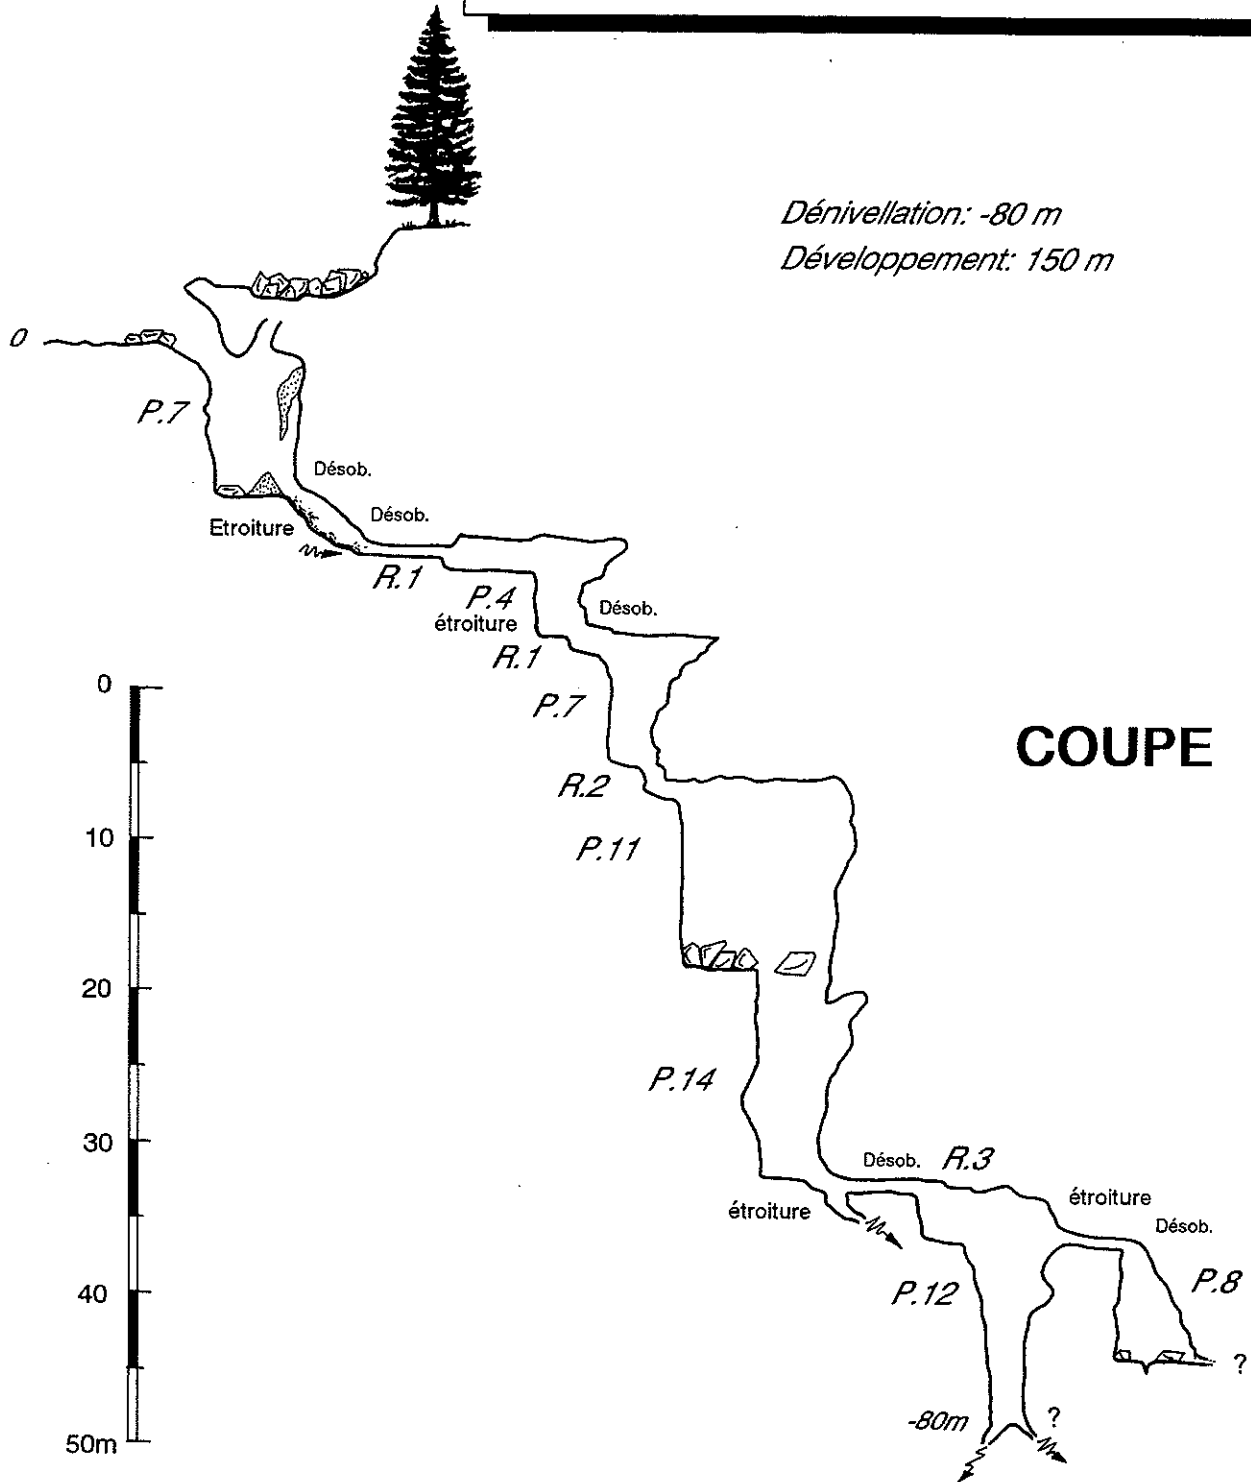 Dénivellation: -80 m
Développement: 150 m
0
P.7
Désob.
Désob.
Etroiture
R.1
P.4
étroiture
Désob.
R.1
P.7
0
COUPE
R.2
10
P.11
20
P.14
30
Désob. R.3
étroiture
étroiture
Désob.
P.8
40
P.12
?
-80m
?
50m